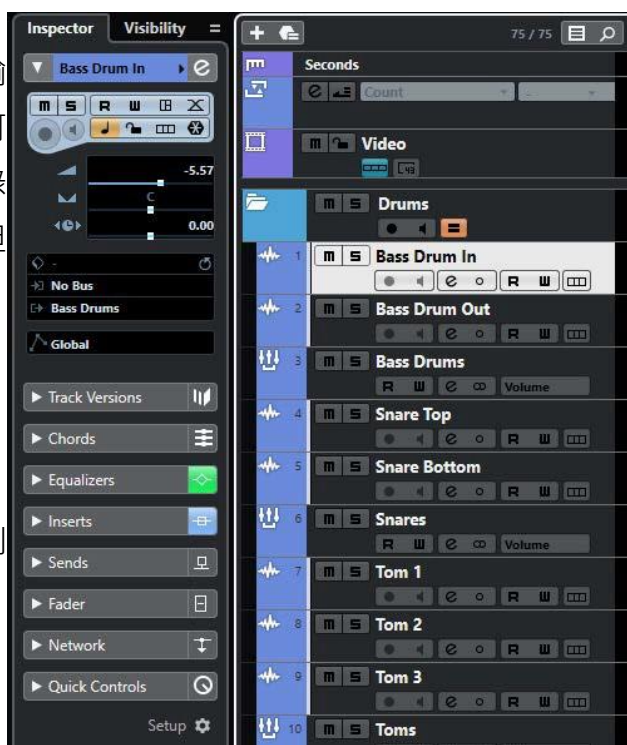 Inspector Visibility
Bass Drum In e
M S R W
-5.57
C
0.00
-
No Bus
Bass Drums
Global
Track Versions
Chords
Equalizers
Inserts
Sends
Fader
Network
Quick Controls
Setup
75 / 75
Seconds
e Count -
M Video
M S Drums
1 M S Bass Drum In
e R W
2 M S Bass Drum Out
e R W
3 M S Bass Drums
R W e Volume
4 M S Snare Top
e R W
5 M S Snare Bottom
e R W
6 M S Snares
R W e Volume
7 M S Tom 1
e R W
8 M S Tom 2
e R W
9 M S Tom 3
e R W
10 M S Toms